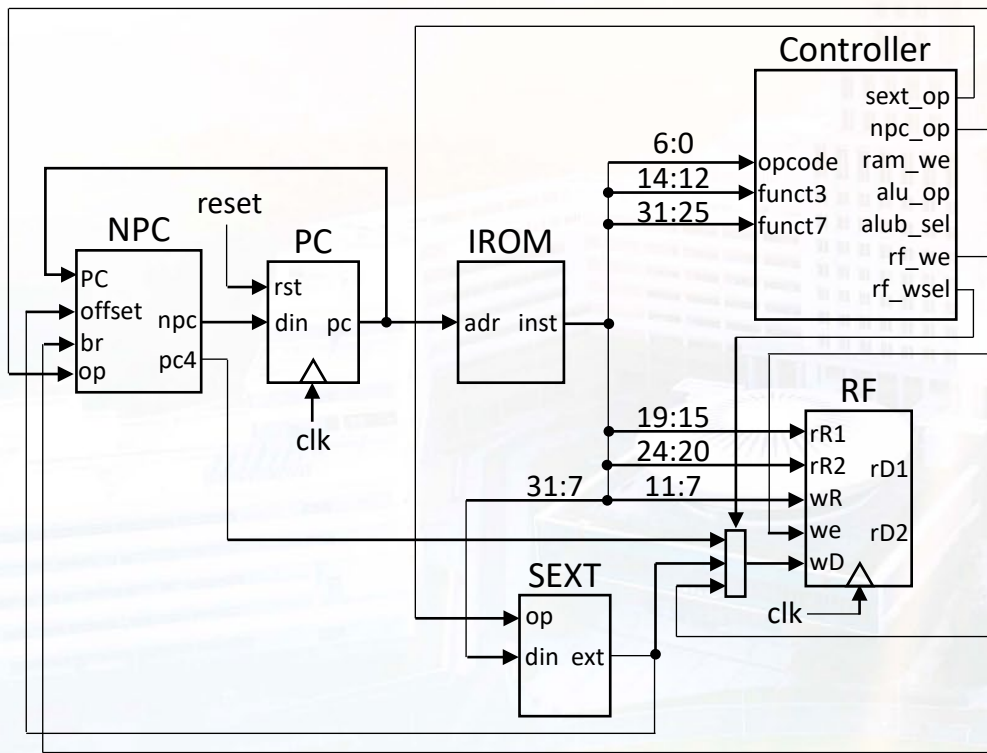 Controller
sext_op
npc_op
ram_we
alu_op
alub_sel
rf_we
rf_wsel
6:0
opcode
14:12
funct3
31:25
funct7
reset
NPC
PC
offset
br
op
npc
pc4
PC
rst
din
pc
clk
IROM
adr
inst
19:15
24:20
31:7
11:7
RF
rR1
rR2
wR
we
wD
rD1
rD2
clk
SEXT
op
din
ext